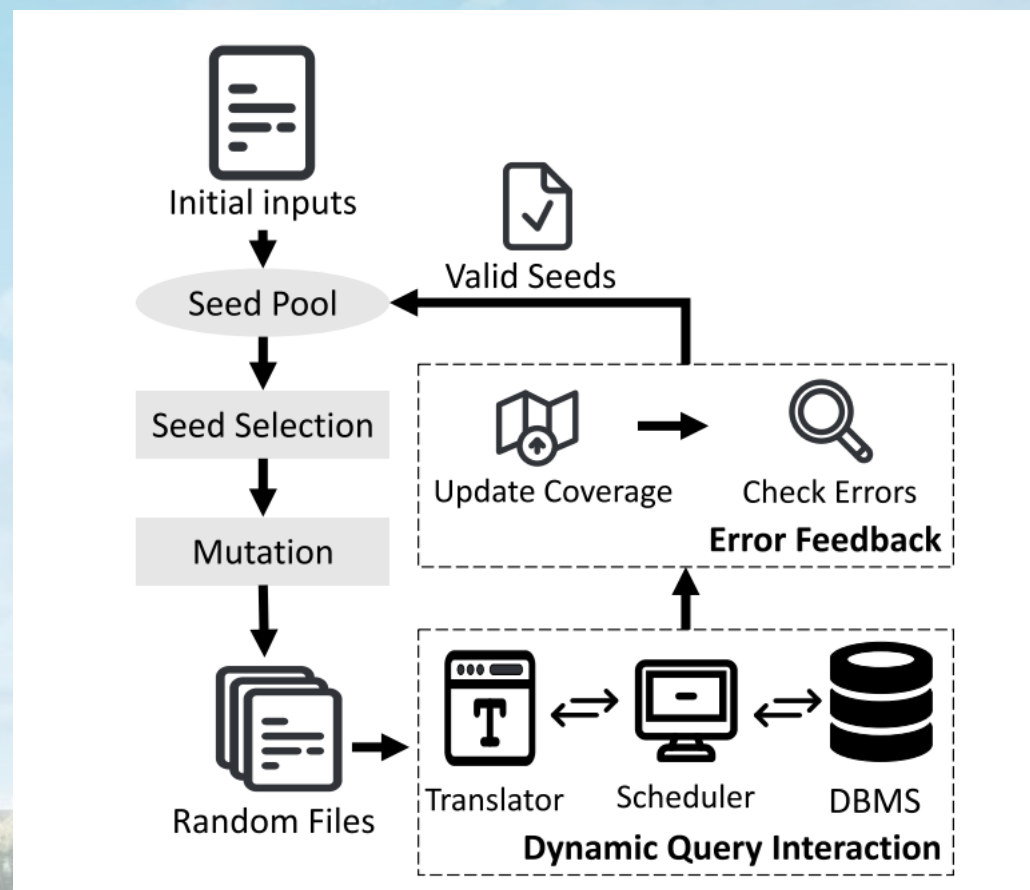 Initial inputs
Valid Seeds
Seed Pool
Seed Selection
Update Coverage
Check Errors
Error Feedback
Mutation
T
Random Files
Translator
Scheduler
DBMS
Dynamic Query Interaction